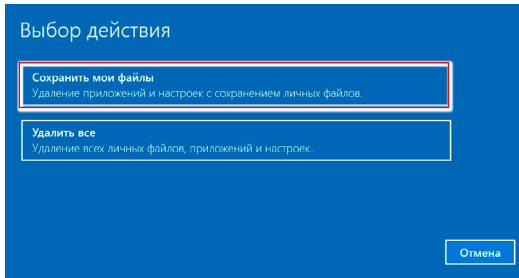 Выбор действия
Сохранить мои файлы
Удаление приложений и настроек с сохранением личных файлов.
Удалить все
Удаление всех личных файлов, приложений и настроек.
Отмена